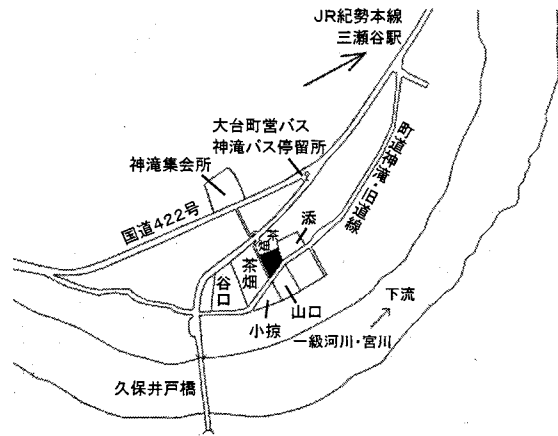 JR紀勢本線
三瀬谷駅
大台町営バス
神滝バス停留所
神滝集会所
国道422号
町道神滝・旧道線
添
茶畑
茶畑
谷口
山口
小掠
下流
一級河川・宮川
久保井戸橋